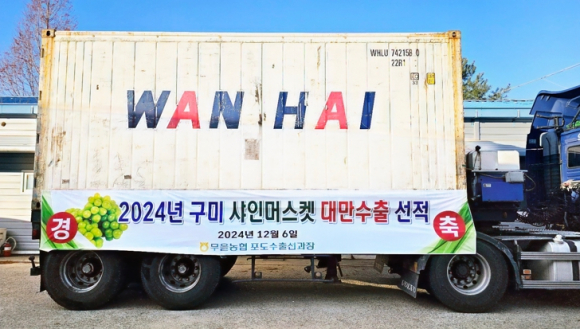 WHLU 742158 0
22R1
WAN HAI
경 2024년 구미 샤인머스켓 대만수출 선적 축
2024년 12월 6일
무을농협 포도수출선과장